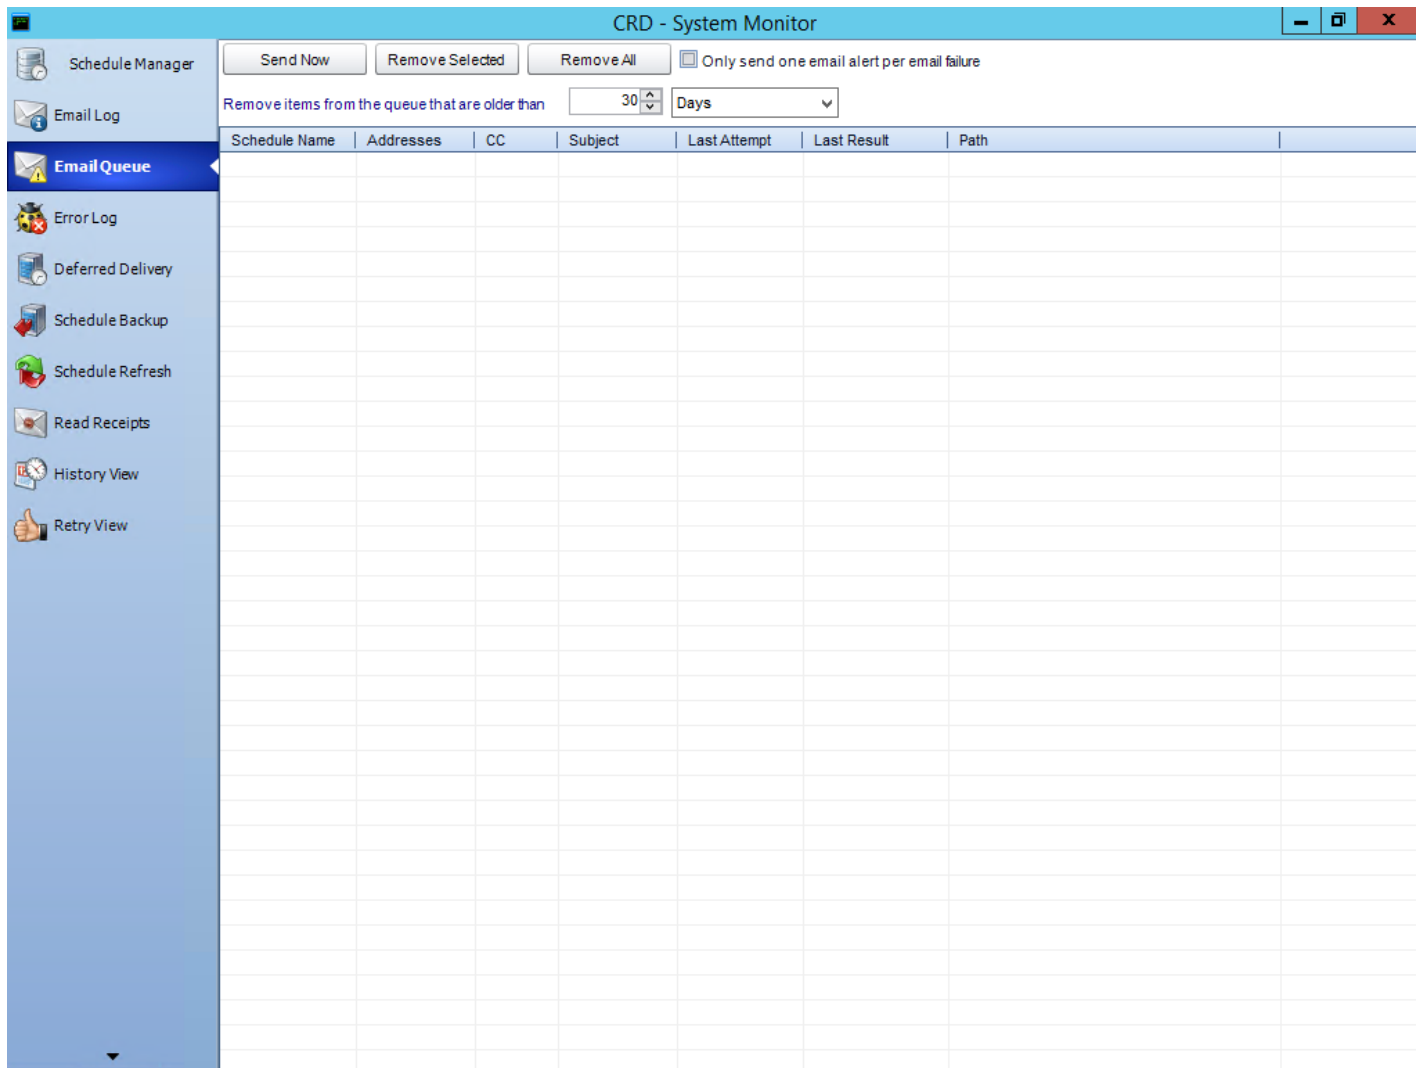 CRD - System Monitor
Schedule Manager
Email Log
Email Queue
Error Log
Deferred Delivery
Schedule Backup
Schedule Refresh
Read Receipts
History View
Retry View
Send Now Remove Selected Remove All Only send one email alert per email failure
Remove items from the queue that are older than 30 Days
Schedule Name Addresses CC Subject Last Attempt Last Result Path